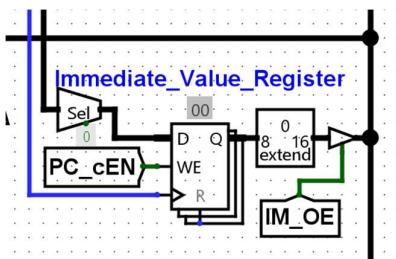 Immediate_Value_Register
Sel
00
0
0
D
Q
8
16
extend
PC_cEN
WE
R
IM_OE